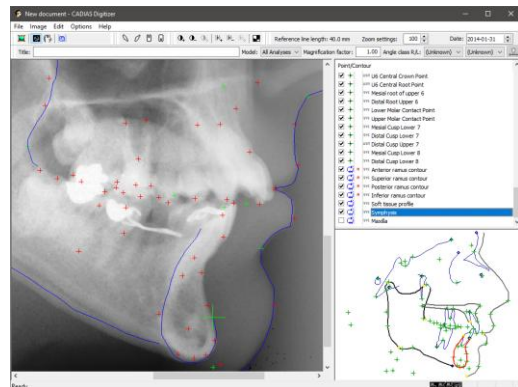 New document - CADIAS Digitizer
File Image Edit Options Help
Reference line length: 40.0 mm Zoom settings: 100 Date: 2014-01-31
Title: Model: All Analyses Magnification factor: 1.00 Angle class R/L: (Unknown) (Unknown)
Point/Contour
U6 Central Crown Point
U6 Central Root Point
Mesial root of upper 6
Distal Root Upper 6
Lower Molar Contact Point
Upper Molar Contact Point
Mesial Cusp Lower 7
Distal Cusp Lower 7
Distal Cusp Upper 7
Mesial Cusp Lower 8
Distal Cusp Lower 8
Anterior ramus contour
Superior ramus contour
Posterior ramus contour
Inferior ramus contour
Soft tissue profile
Symphysis
Maxilla
Ready